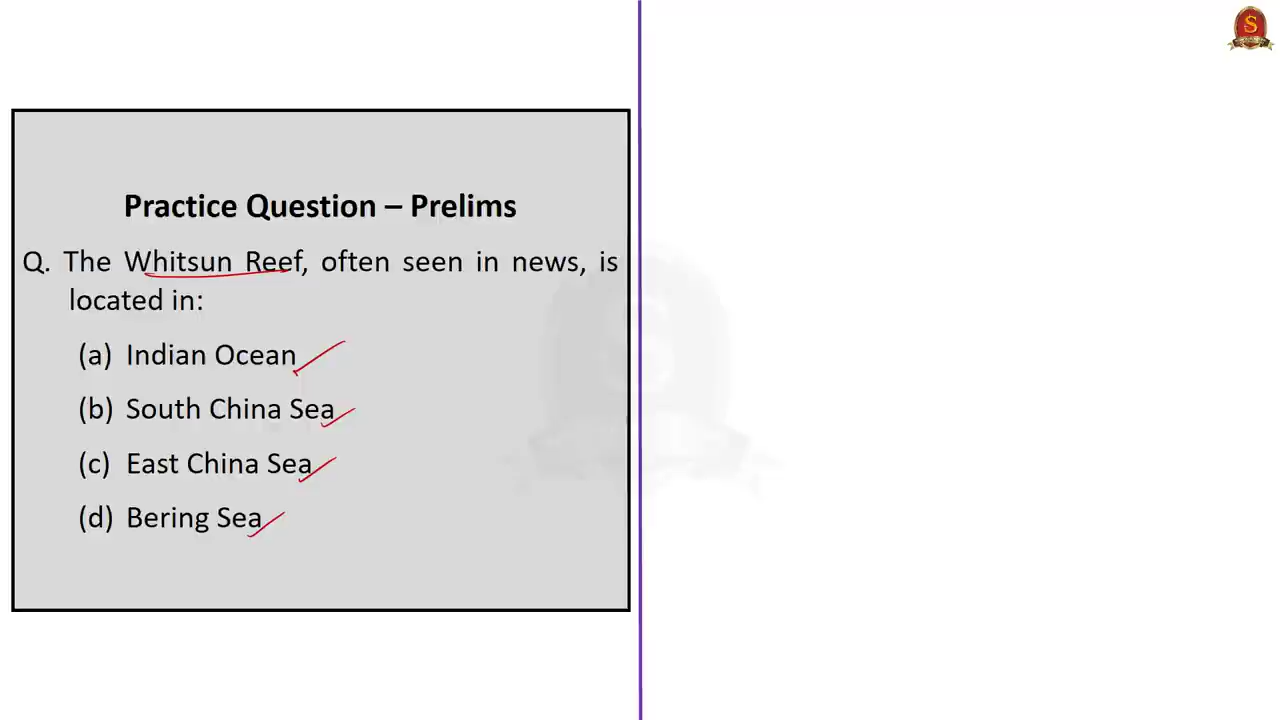 Practice Question – Prelims
Q. The Whitsun Reef, often seen in news, is
located in:
(a) Indian Ocean
(b) South China Sea
(c) East China Sea
(d) Bering Sea
S